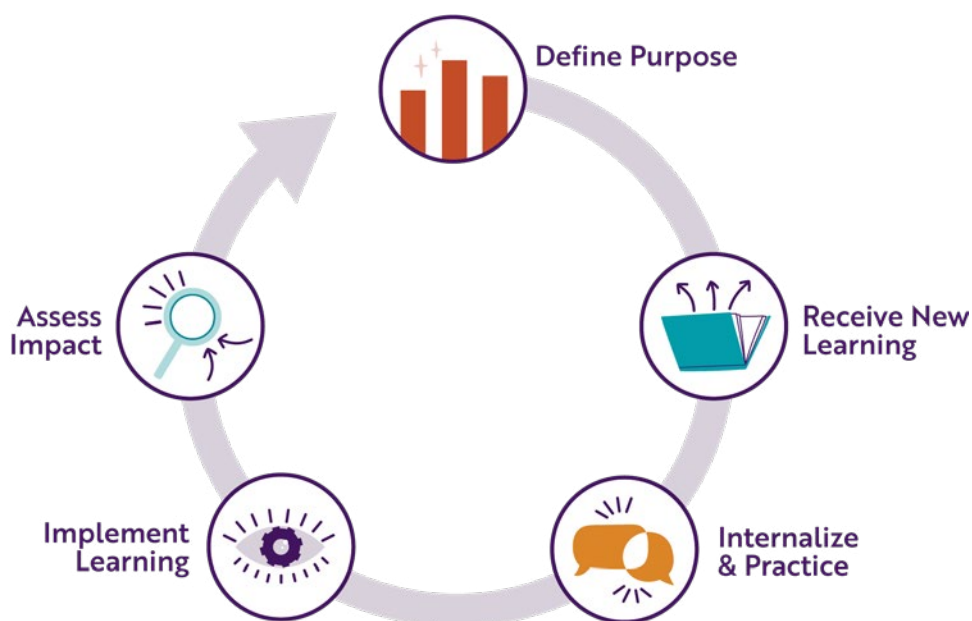 Define Purpose
Receive New
Learning
Internalize
& Practice
Implement
Learning
Assess
Impact